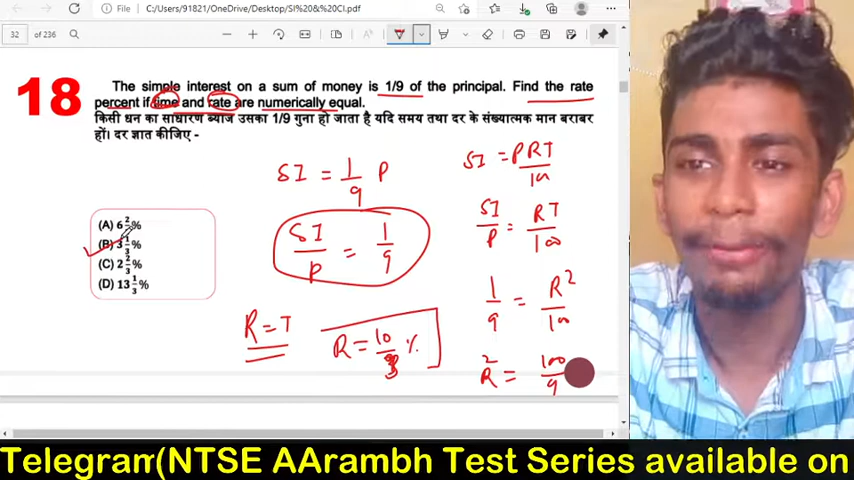 C:/Users/91821/OneDrive/Desktop/SI%20&%20CI.pdf
32 of 236
18
The simple interest on a sum of money is 1/9 of the principal. Find the rate
percent if time and rate are numerically equal.
किसी धन का साधारण ब्याज उसका 1/9 गुना हो जाता है यदि समय तथा दर के संख्यात्मक मान बराबर
हों। दर ज्ञात कीजिए -
(A) 6 2/3%
(B) 3 1/3%
(C) 2 2/3%
(D) 13 1/3%
SI = 1/9 P
SI/P = 1/9
R = T
R = 10/3 %
SI = PRT/100
SI/P = RT/100
1/9 = R²/100
R² = 100/9
Telegram(NTSE AArambh Test Series available on